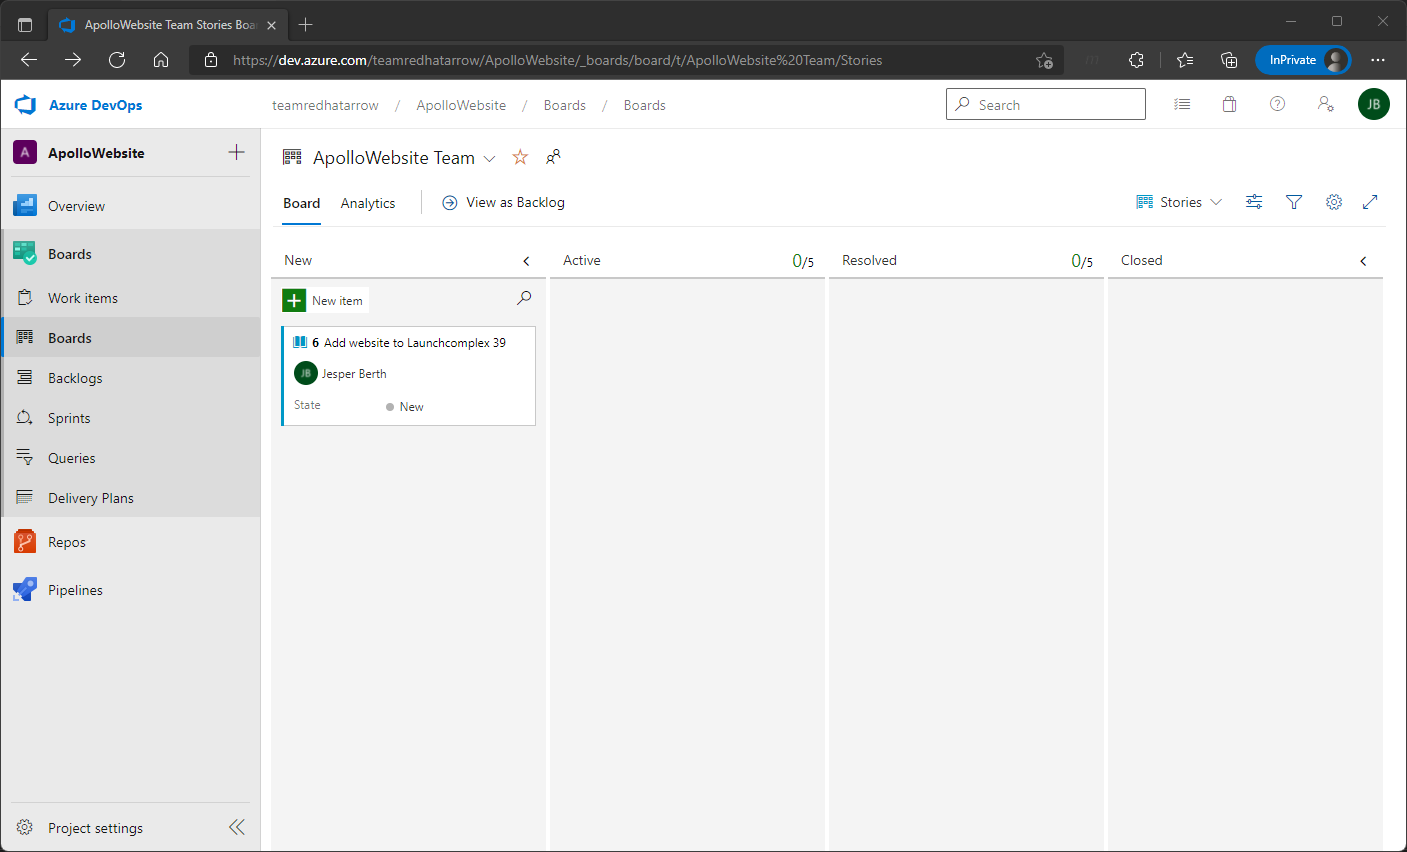 ApolloWebsite Team Stories Boa
https://dev.azure.com/teamredhatarrow/ApolloWebsite/_boards/board/t/ApolloWebsite%20Team/Stories
InPrivate
Azure DevOps
teamredhatarrow / ApolloWebsite / Boards / Boards
Search
JB
A ApolloWebsite
Overview
Boards
Work items
Boards
Backlogs
Sprints
Queries
Delivery Plans
Repos
Pipelines
Project settings
ApolloWebsite Team
Board Analytics View as Backlog
Stories
New
Active 0/5
Resolved 0/5
Closed
New item
6 Add website to Launchcomplex 39
JB Jesper Berth
State New